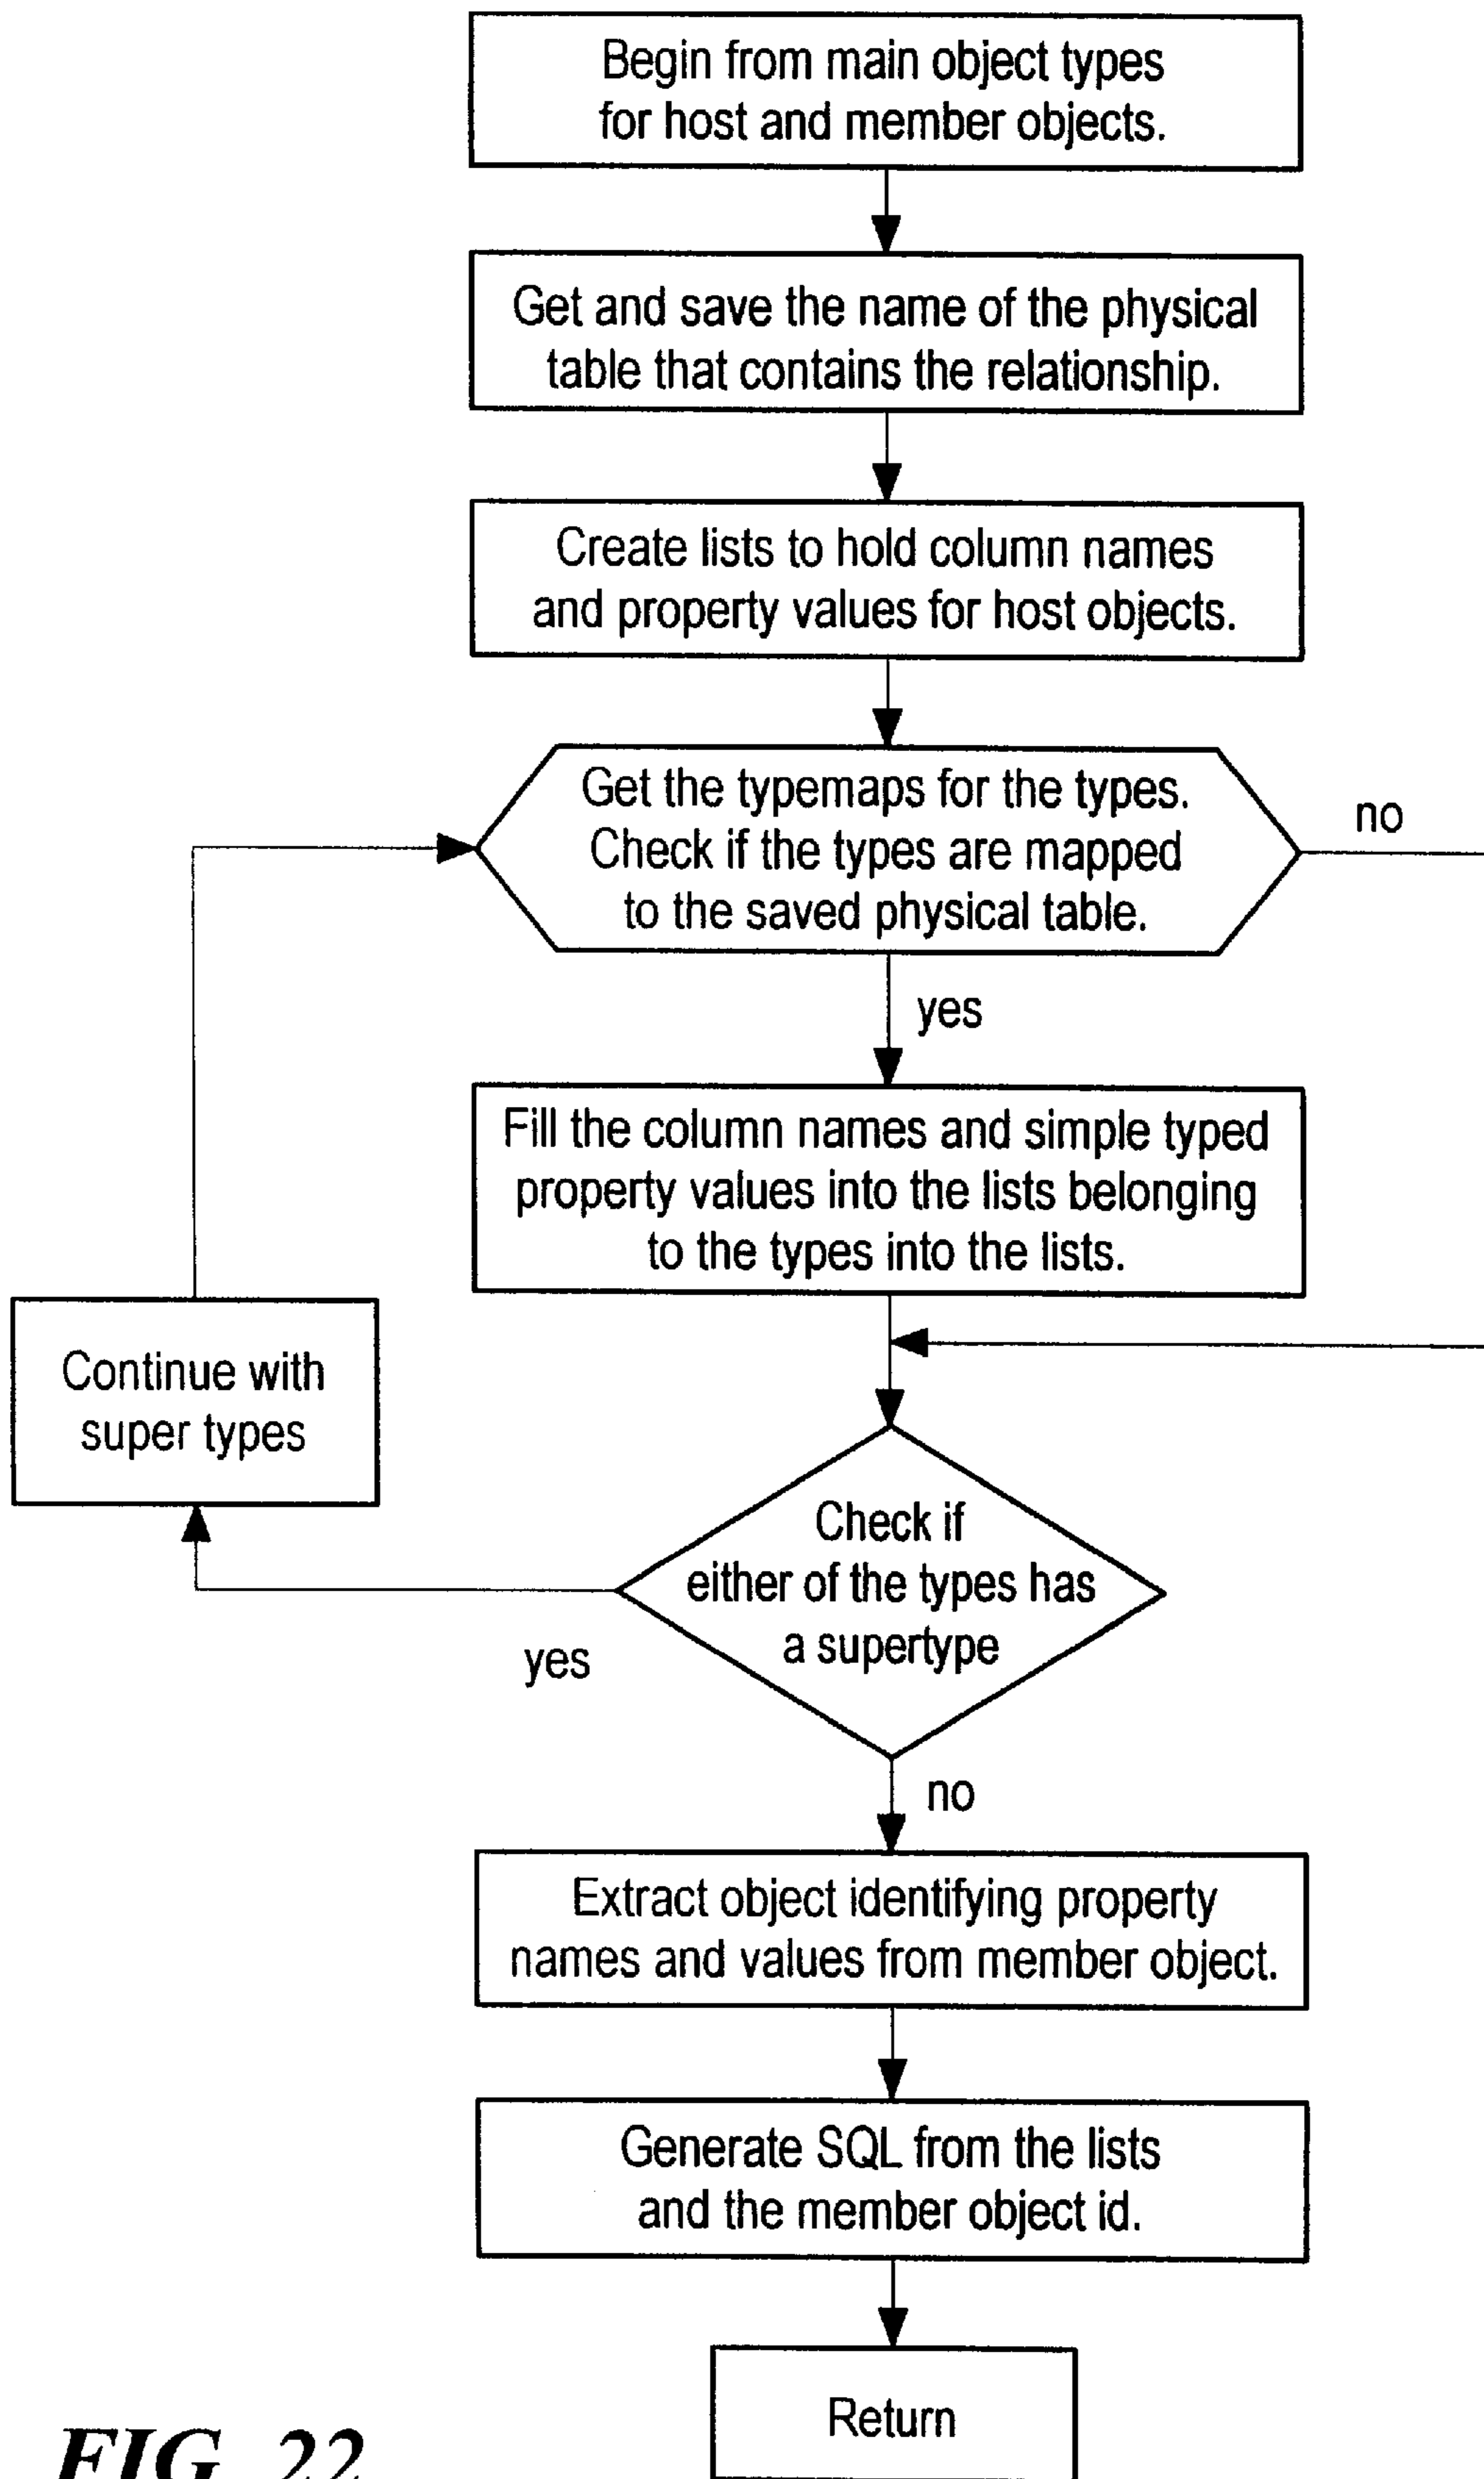 Begin from main object types
for host and member objects.
Get and save the name of the physical
table that contains the relationship.
Create lists to hold column names
and property values for host objects.
Get the typemaps for the types.
Check if the types are mapped
to the saved physical table.
no
yes
Fill the column names and simple typed
property values into the lists belonging
to the types into the lists.
Continue with
super types
Check if
either of the types has
a supertype
yes
no
Extract object identifying property
names and values from member object.
Generate SQL from the lists
and the member object id.
Return
FIG. 22